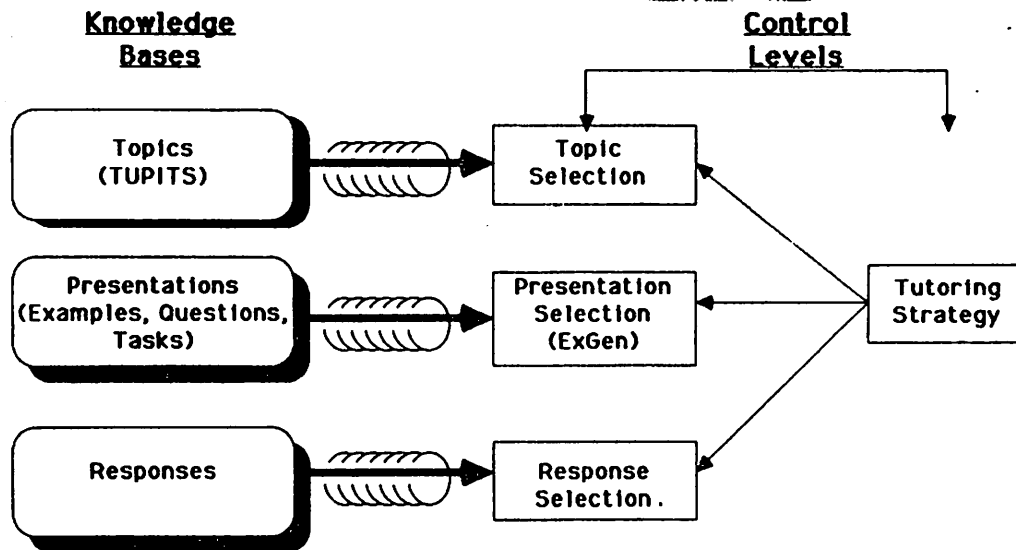 Knowledge
Bases
Control
Levels
Topics
(TUPITS)
Topic
Selection
Presentations
(Examples, Questions,
Tasks)
Presentation
Selection
(ExGen)
Tutoring
Strategy
Responses
Response
Selection.